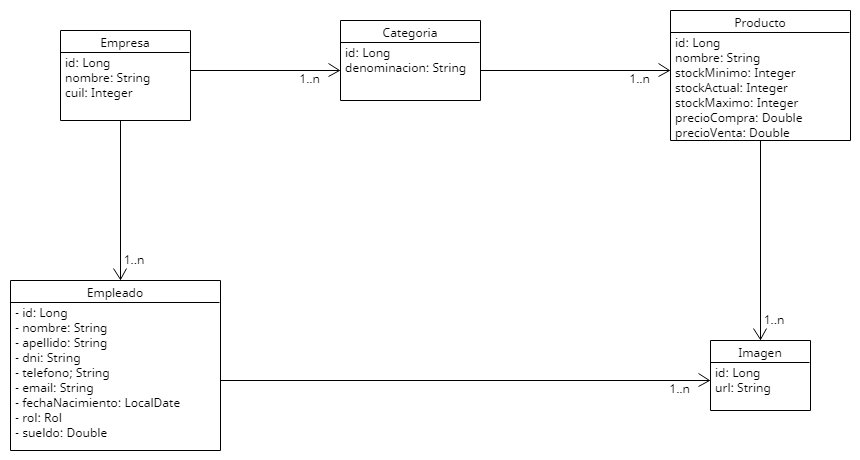 Empresa
id: Long
nombre: String
cuil: Integer
1..n
Categoria
id: Long
denominacion: String
1..n
Producto
id: Long
nombre: String
stockMinimo: Integer
stockActual: Integer
stockMaximo: Integer
precioCompra: Double
precioVenta: Double
1..n
Empleado
- id: Long
- nombre: String
- apellido: String
- dni: String
- telefono; String
- email: String
- fechaNacimiento: LocalDate
- rol: Rol
- sueldo: Double
1..n
1..n
Imagen
id: Long
url: String